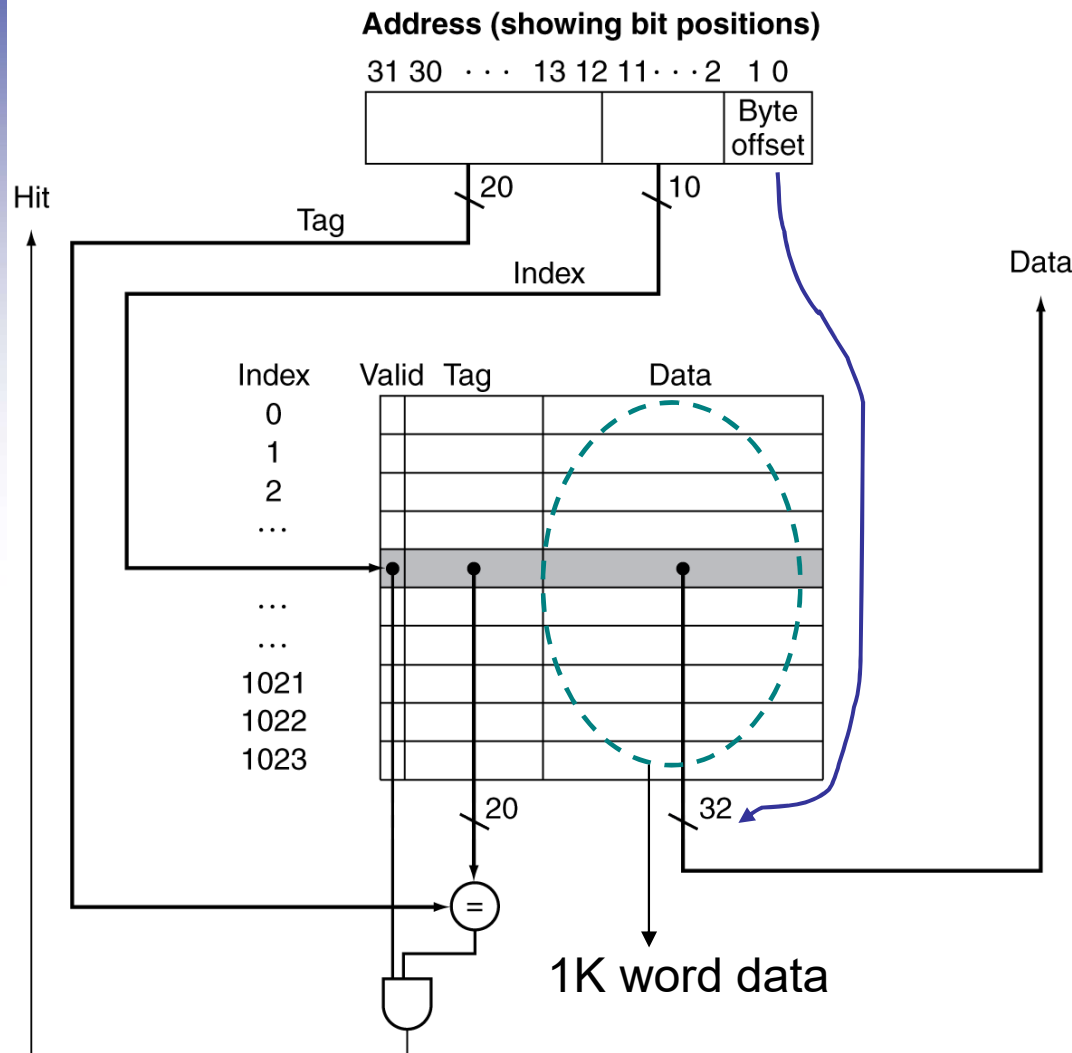 Address (showing bit positions)
31 30 · · · 13 12 11 · · · 2 1 0
Byte
offset
20
10
Hit
Tag
Index
Data
Index Valid Tag Data
0
1
2
...
...
...
1021
1022
1023
20
32
=
1K word data